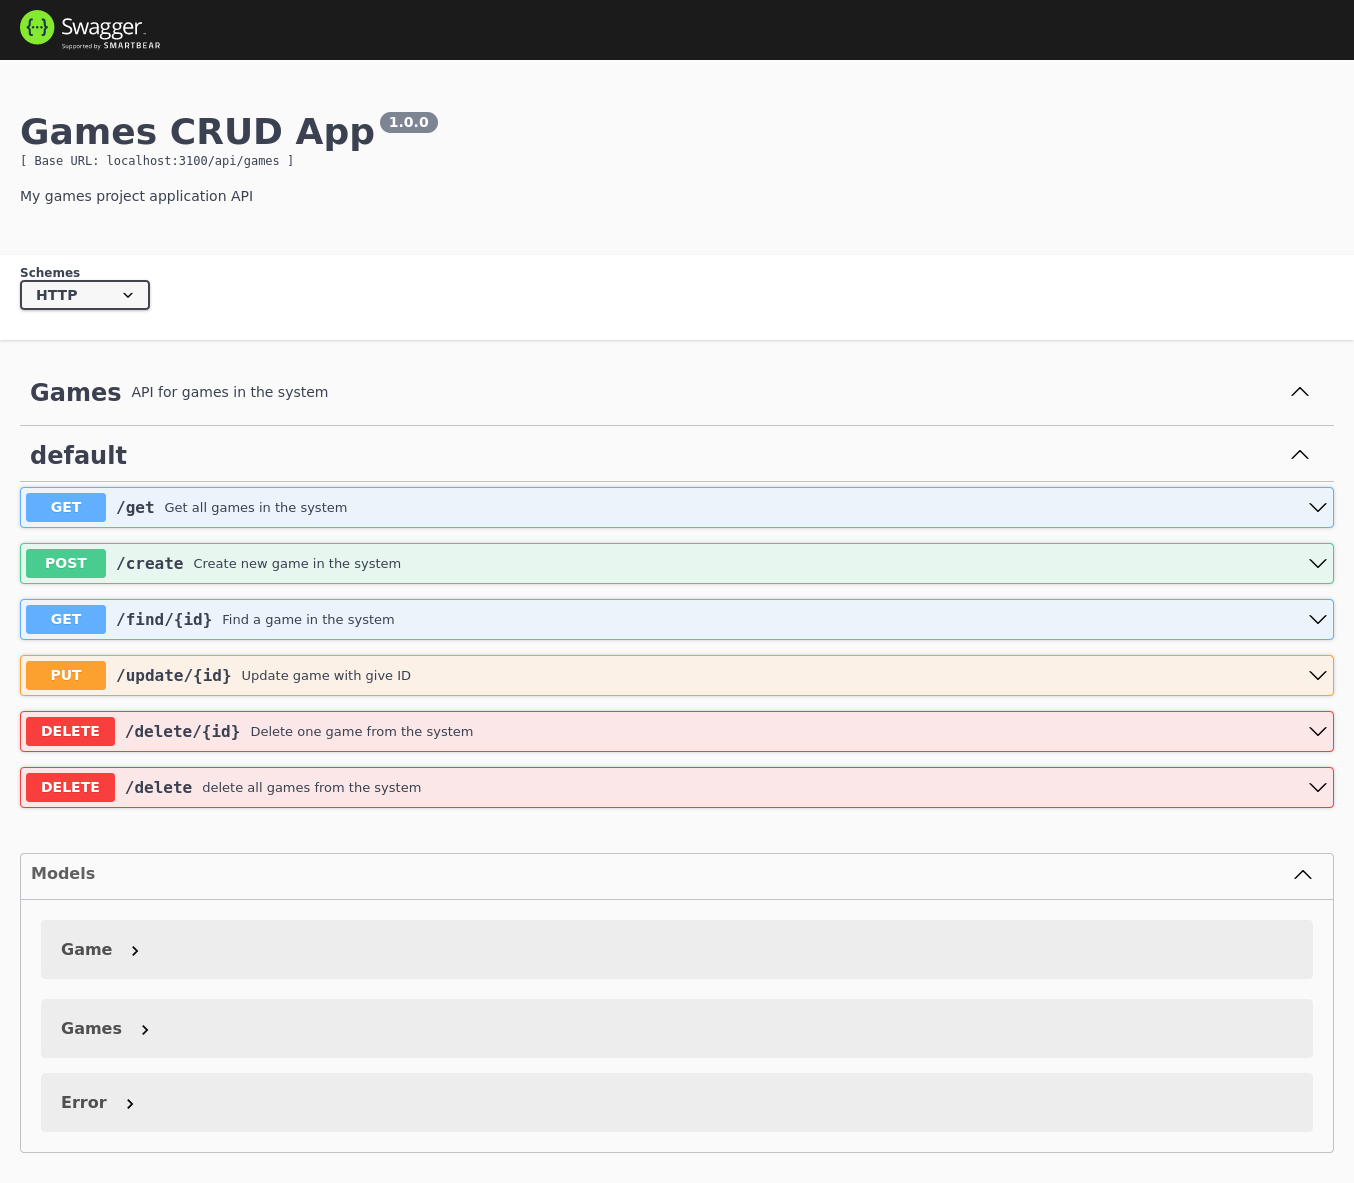 Swagger
Supported by SMARTBEAR
Games CRUD App 1.0.0
[ Base URL: localhost:3100/api/games ]
My games project application API
Schemes
HTTP
Games API for games in the system
default
GET /get Get all games in the system
POST /create Create new game in the system
GET /find/{id} Find a game in the system
PUT /update/{id} Update game with give ID
DELETE /delete/{id} Delete one game from the system
DELETE /delete delete all games from the system
Models
Game
Games
Error